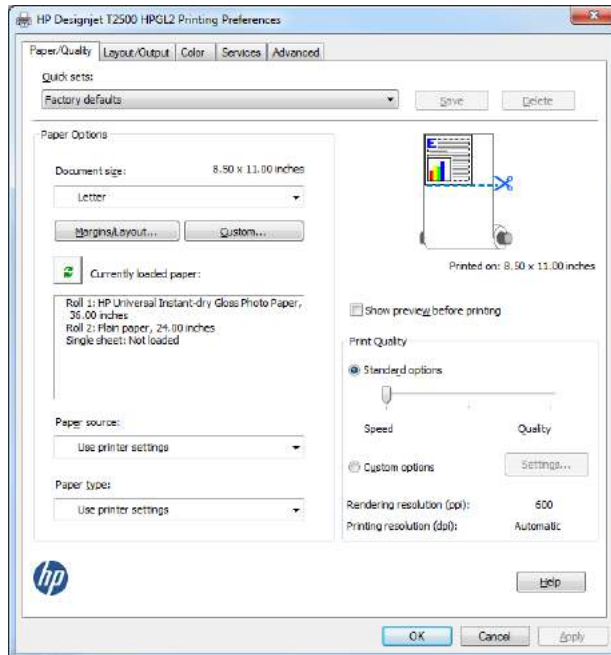 HP Designjet T2500 HPGL2 Printing Preferences
Paper/Quality Layout/Output Color Services Advanced
Quick sets:
Factory defaults Save Delete
Paper Options
Document size: 8.50 x 11.00 inches
Letter
Margins/Layout... Custom...
Currently loaded paper:
Roll 1: HP Universal Instant-dry Gloss Photo Paper,
36.00 inches
Roll 2: Plain paper, 24.00 inches
Single sheet: Not loaded
Paper source:
Use printer settings
Paper type:
Use printer settings
E
Printed on: 8.50 x 11.00 inches
Show preview before printing
Print Quality
Standard options
Speed Quality
Custom options Settings...
Rendering resolution (ppi): 600
Printing resolution (dpi): Automatic
hp
Help
OK Cancel Apply